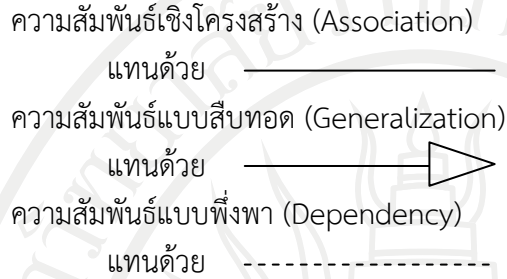 ความสัมพันธ์เชิงโครงสร้าง (Association)
แทนด้วย
ความสัมพันธ์แบบสืบทอด (Generalization)
แทนด้วย
ความสัมพันธ์แบบพึ่งพา (Dependency)
แทนด้วย